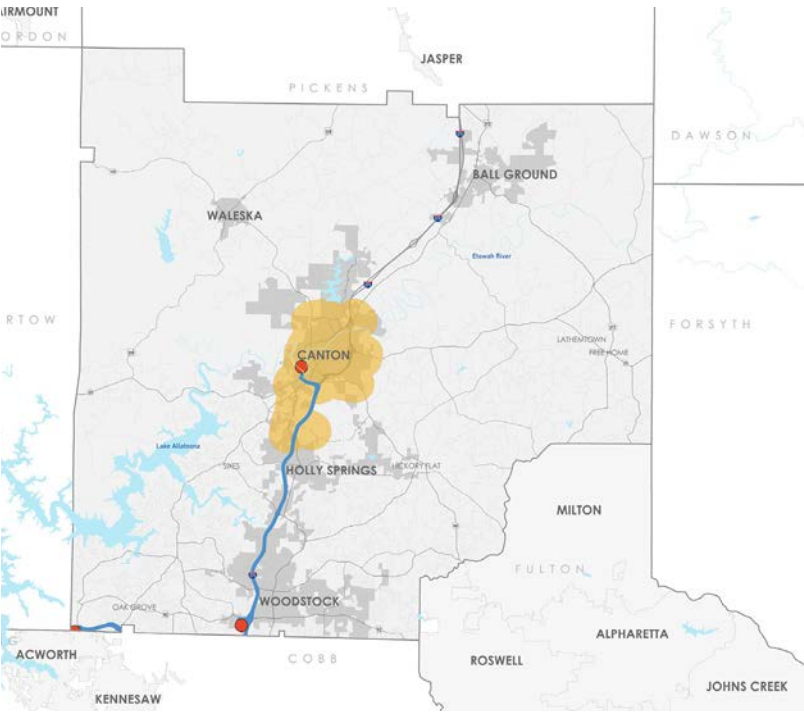 AIRMOUNT
ORDON
JASPER
PICKENS
DAWSON
BALL GROUND
WALESKA
Etowah River
RTOW
FORSYTH
LATHEMTOWN
FREE HOME
CANTON
Lake Allatoona
HOLLY SPRINGS
HICKORY FLAT
MILTON
FULTON
OAK GROVE
WOODSTOCK
ALPHARETTA
G
ACWORTH
COBB
ROSWELL
JOHNS CREEK
KENNESAW